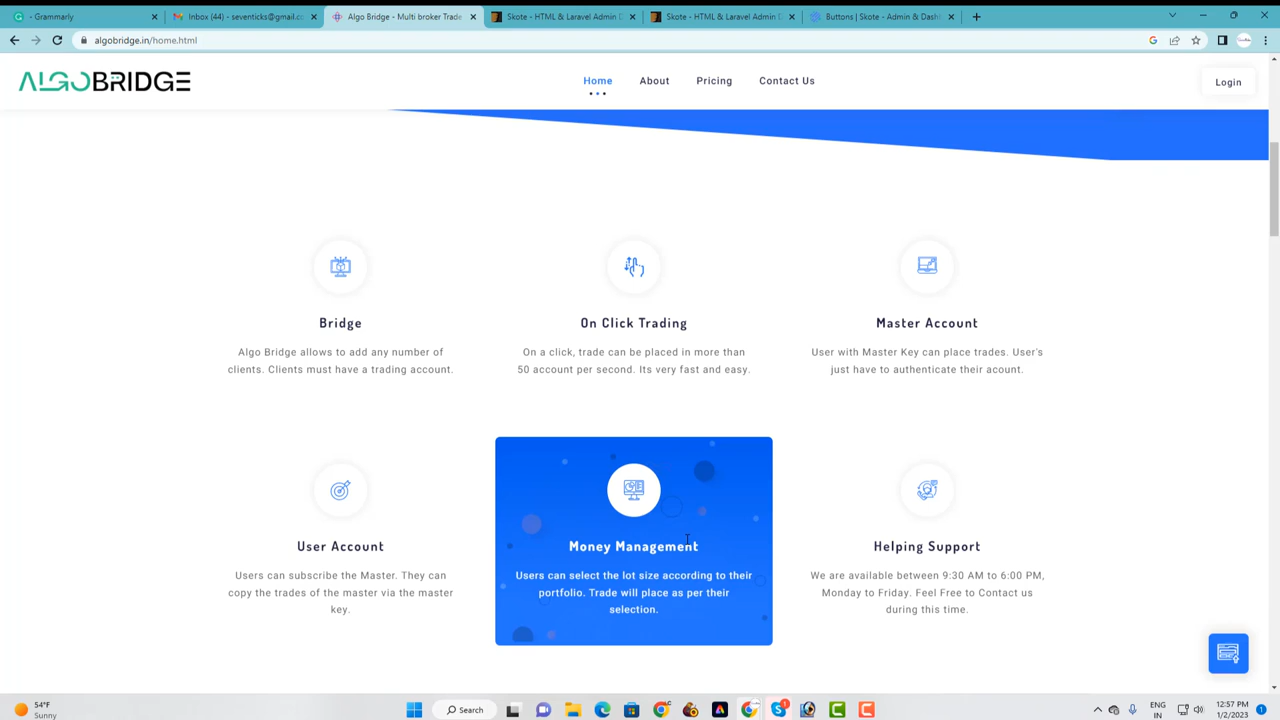 - Grammarly
Inbox (44) - seventicks@gmail.co
Algo Bridge - Multi broker Trade
Skote - HTML & Laravel Admin D
Skote - HTML & Laravel Admin D
Buttons | Skote - Admin & Dash
algobridge.in/home.html
ALGOBRIDGE
Home
About
Pricing
Contact Us
Login
Bridge
Algo Bridge allows to add any number of
clients. Clients must have a trading account.
On Click Trading
On a click, trade can be placed in more than
50 account per second. Its very fast and easy.
Master Account
User with Master Key can place trades. User's
just have to authenticate their acount.
User Account
Users can subscribe the Master. They can
copy the trades of the master via the master
key.
Money Management
Users can select the lot size according to their
portfolio. Trade will place as per their
selection.
Helping Support
We are available between 9:30 AM to 6:00 PM,
Monday to Friday. Feel Free to Contact us
during this time.
54°F
Sunny
Search
ENG
IN
12:57 PM
1/2/2023